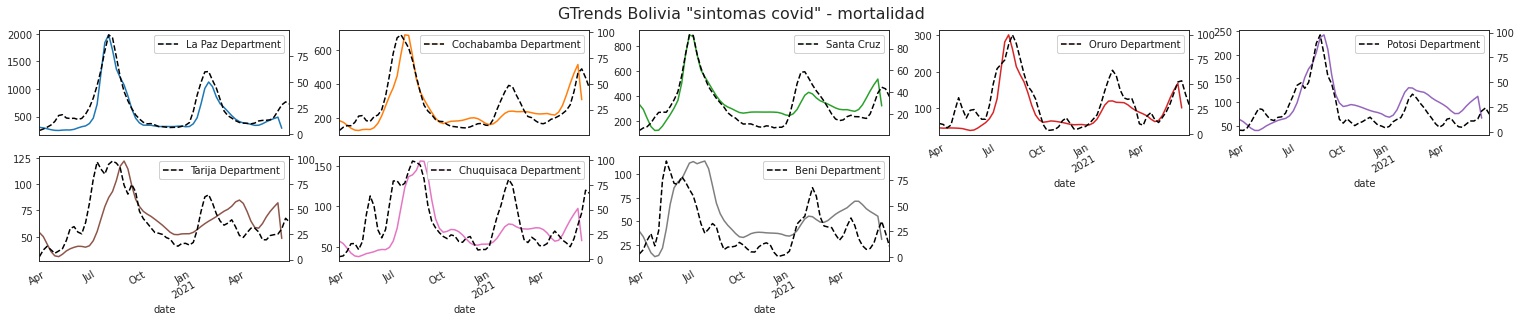 GTrends Bolivia "sintomas covid" - mortalidad
La Paz Department
2000
1500
1000
500
75
50
25
0
Cochabamba Department
600
400
200
100
75
50
25
Santa Cruz
800
600
400
200
80
60
40
20
Oruro Department
300
200
100
100
75
50
25
0
Apr
Jul
Oct
Jan
2021
Apr
date
Potosi Department
250
200
150
100
50
100
75
50
25
0
Apr
Jul
Oct
Jan
2021
Apr
date
Tarija Department
125
100
75
50
100
75
50
25
0
Apr
Jul
Oct
Jan
2021
Apr
date
Chuquisaca Department
150
100
50
100
75
50
25
0
Apr
Jul
Oct
Jan
2021
Apr
date
Beni Department
100
75
50
25
75
50
25
0
Apr
Jul
Oct
Jan
2021
Apr
date